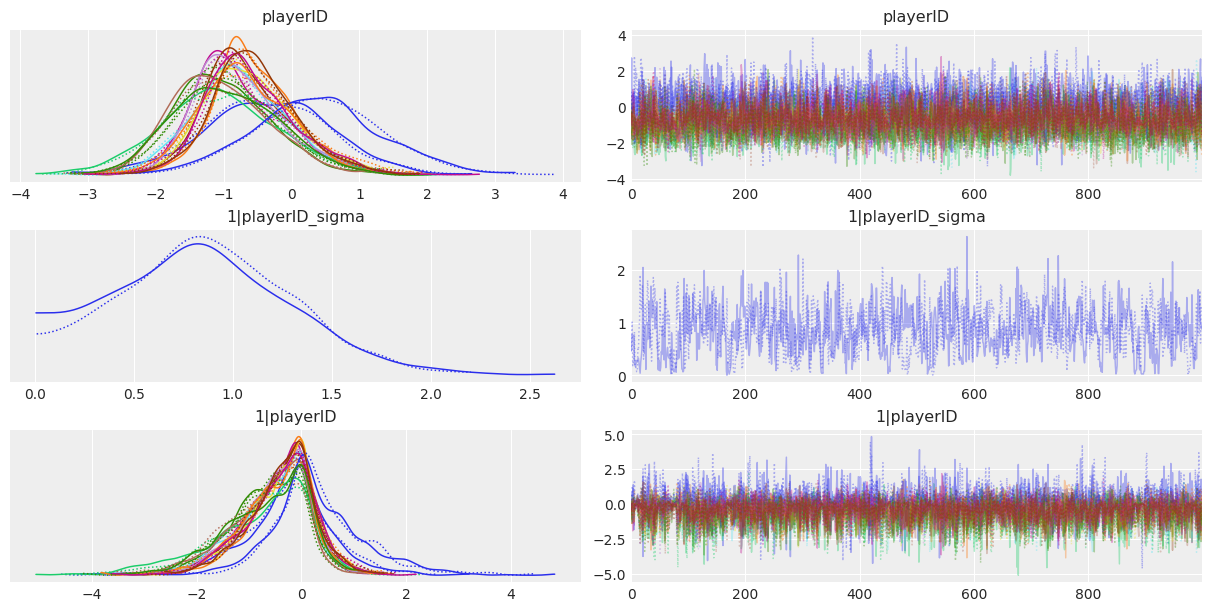 playerID
−4 −3 −2 −1 0 1 2 3 4
playerID
4
2
0
−2
−4
0 200 400 600 800
1|playerID_sigma
0.0 0.5 1.0 1.5 2.0 2.5
1|playerID_sigma
2
1
0
0 200 400 600 800
1|playerID
−4 −2 0 2 4
1|playerID
5.0
2.5
0.0
−2.5
−5.0
0 200 400 600 800